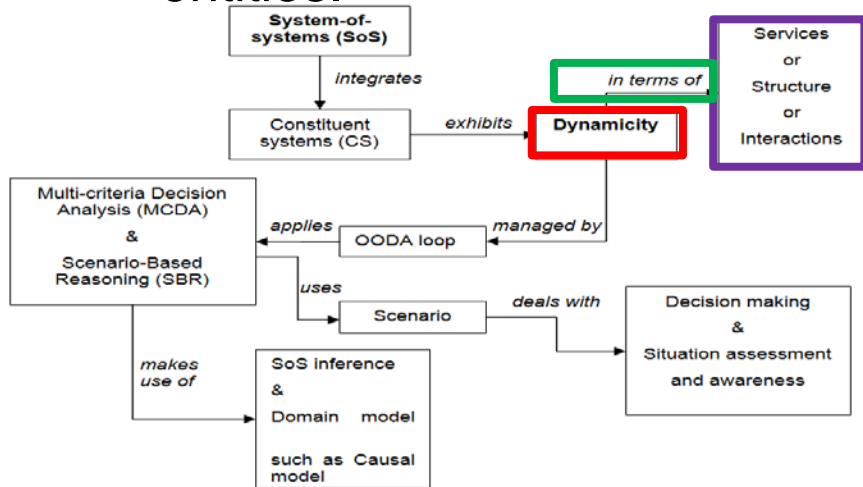 System-of-
systems (SoS)
integrates
Constituent
systems (CS)
exhibits
Dynamicity
in terms of
Services
or
Structure
or
Interactions
managed by
OODA loop
applies
Multi-criteria Decision
Analysis (MCDA)
&
Scenario-Based
Reasoning (SBR)
uses
Scenario
deals with
Decision making
&
Situation assessment
and awareness
makes
use of
SoS inference
&
Domain model
such as Causal
model